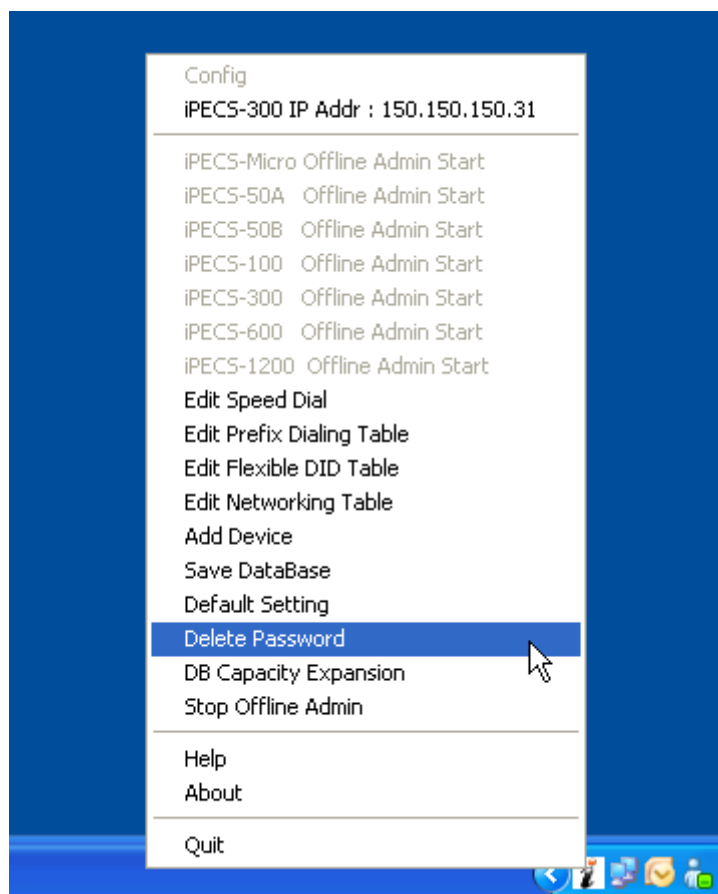 Config
iPECS-300 IP Addr : 150.150.150.31
iPECS-Micro Offline Admin Start
iPECS-50A Offline Admin Start
iPECS-50B Offline Admin Start
iPECS-100 Offline Admin Start
iPECS-300 Offline Admin Start
iPECS-600 Offline Admin Start
iPECS-1200 Offline Admin Start
Edit Speed Dial
Edit Prefix Dialing Table
Edit Flexible DID Table
Edit Networking Table
Add Device
Save DataBase
Default Setting
Delete Password
DB Capacity Expansion
Stop Offline Admin
Help
About
Quit